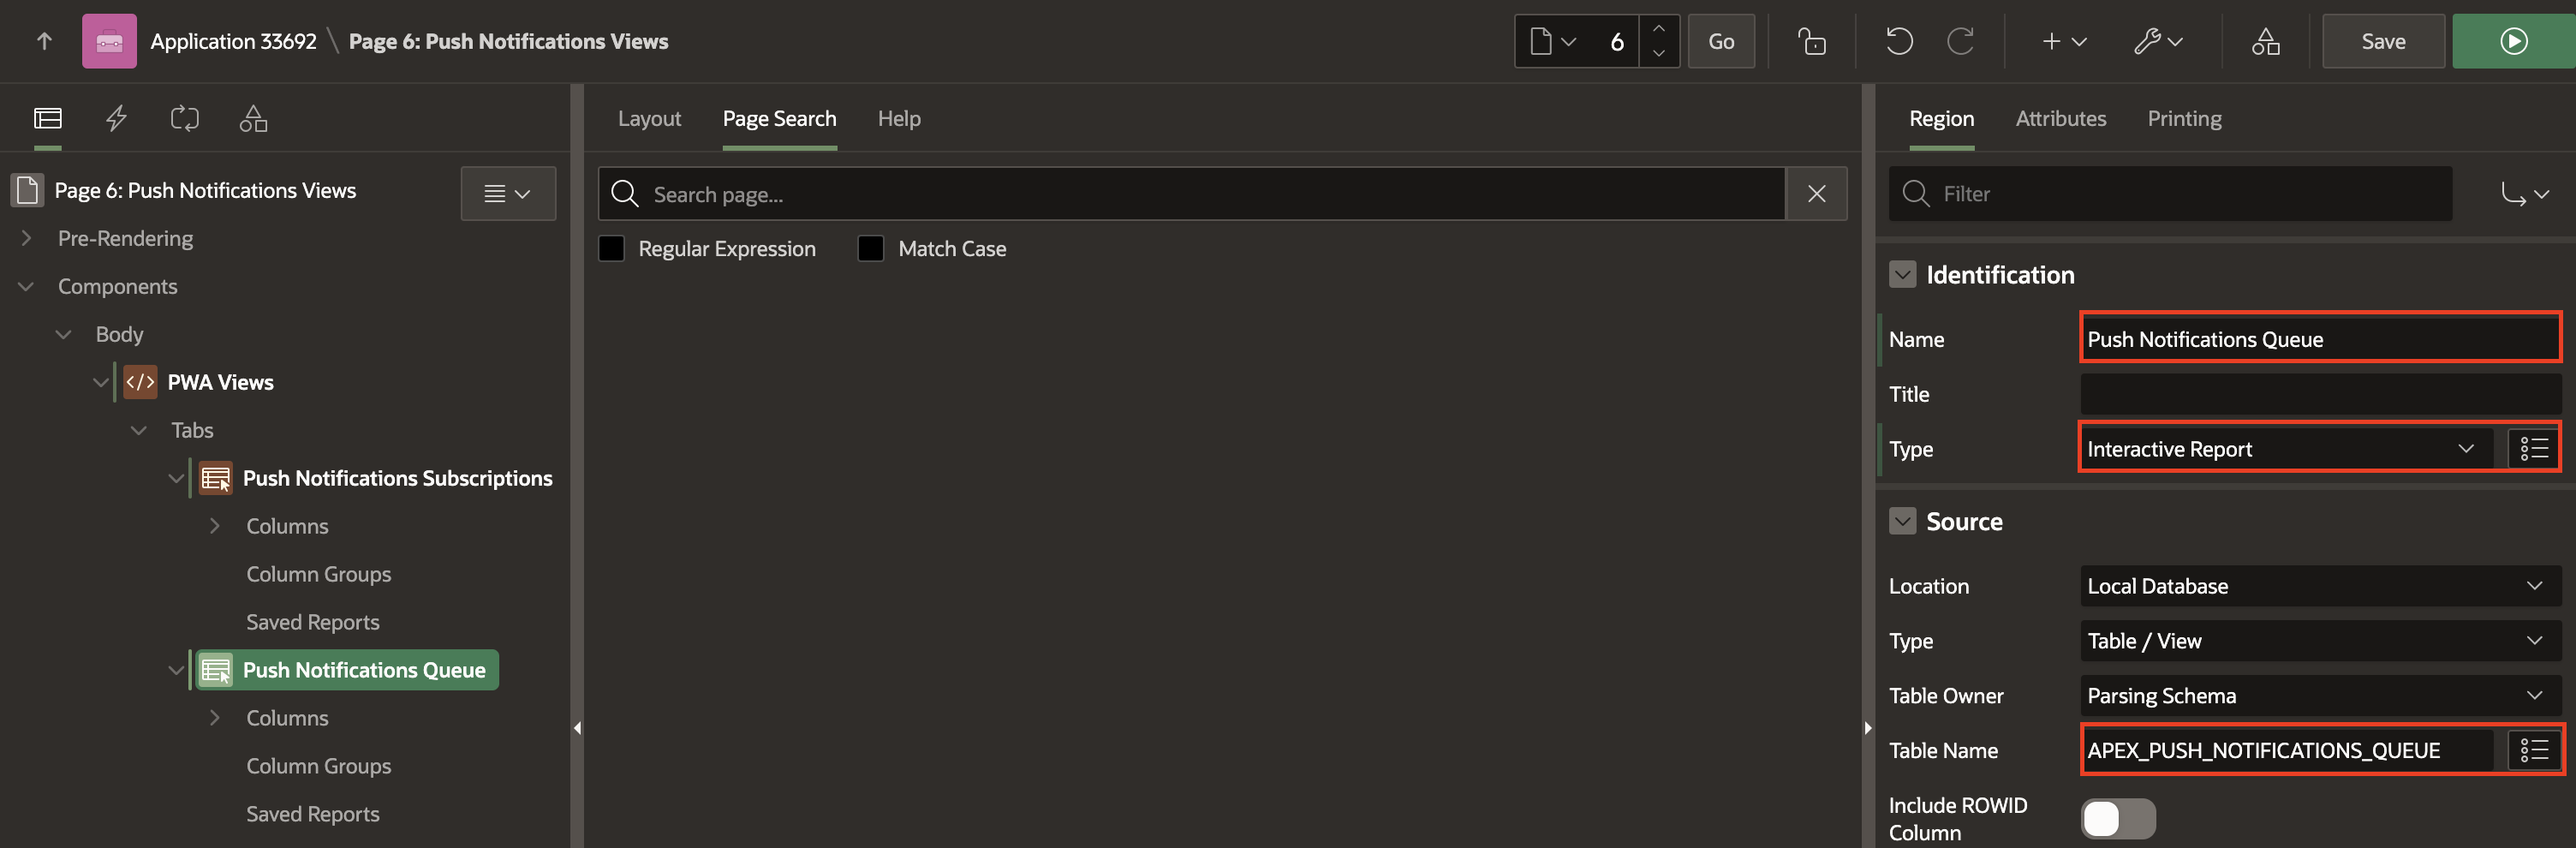 Application 33692 \ Page 6: Push Notifications Views
6
Go
Save
Layout
Page Search
Help
Region
Attributes
Printing
Page 6: Push Notifications Views
Pre-Rendering
Components
Body
PWA Views
Tabs
Push Notifications Subscriptions
Columns
Column Groups
Saved Reports
Push Notifications Queue
Columns
Column Groups
Saved Reports
Search page...
Regular Expression
Match Case
Filter
Identification
Name
Push Notifications Queue
Title
Type
Interactive Report
Source
Location
Local Database
Type
Table / View
Table Owner
Parsing Schema
Table Name
APEX_PUSH_NOTIFICATIONS_QUEUE
Include ROWID
Column